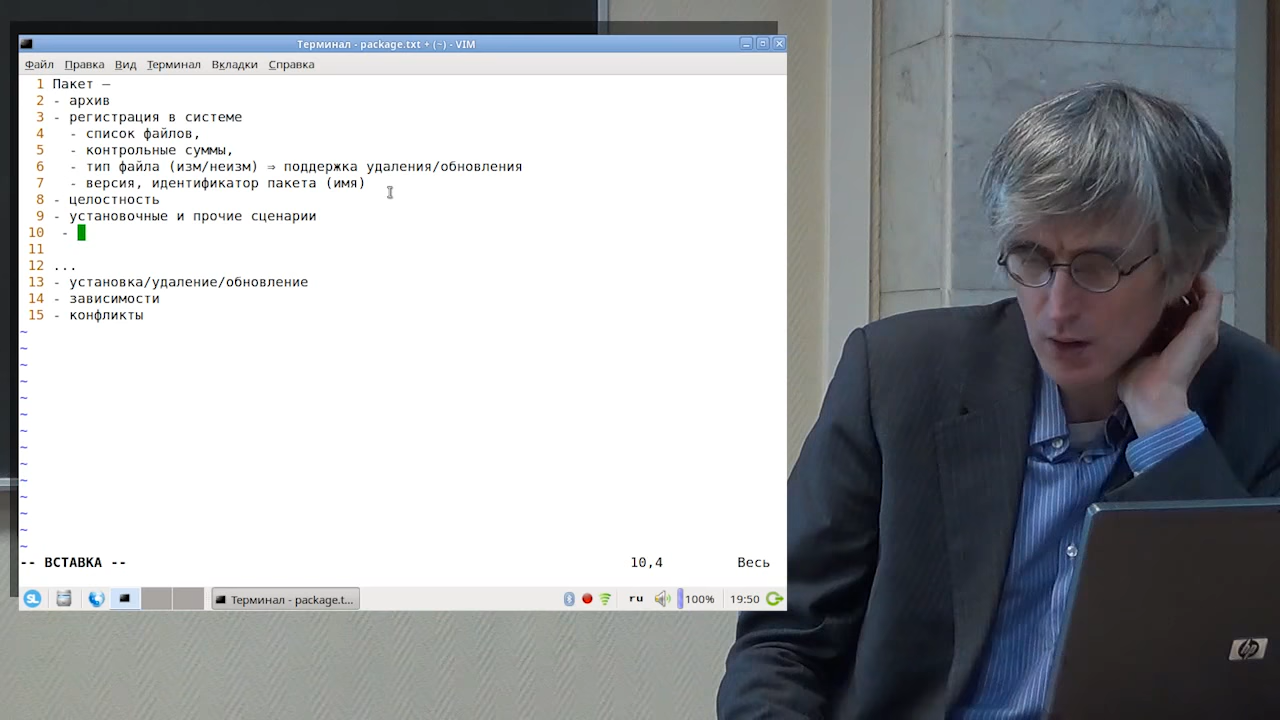 Терминал - package.txt + (~) - VIM
Файл Правка Вид Терминал Вкладки Справка
1 Пакет —
2 - архив
3 - регистрация в системе
4 - список файлов,
5 - контрольные суммы,
6 - тип файла (изм/неизм) ⇒ поддержка удаления/обновления
7 - версия, идентификатор пакета (имя)
8 - целостность
9 - установочные и прочие сценарии
10 -
11
12 ...
13 - установка/удаление/обновление
14 - зависимости
15 - конфликты
~
~
~
~
~
~
~
~
~
~
~
~
~
~
-- ВСТАВКА -- 10,4 Весь
SL Терминал - package.t... ru 100% 19:50
hp